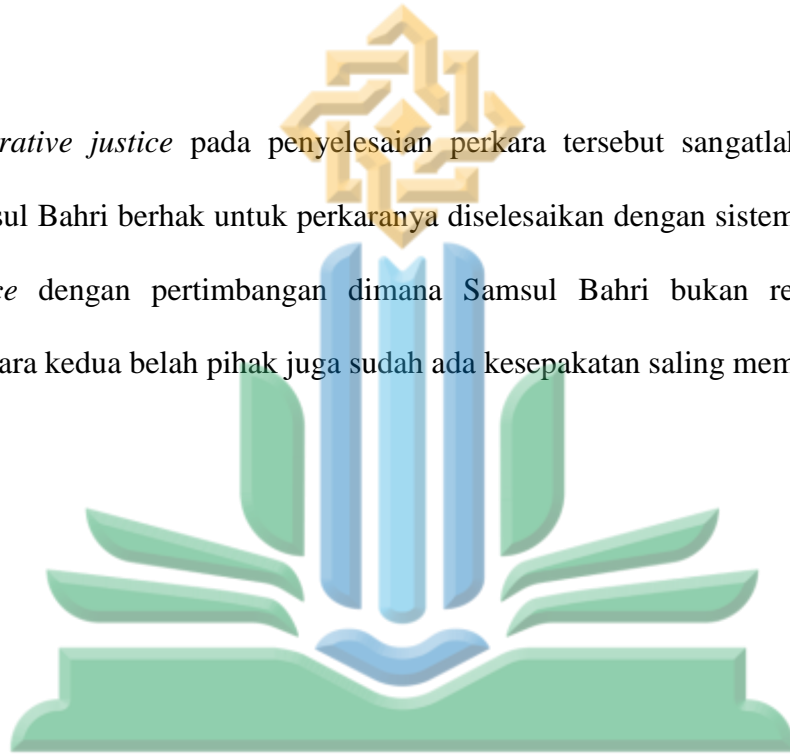 rative justice pada penyelesaian perkara tersebut sangatlah
sul Bahri berhak untuk perkaranya diselesaikan dengan sistem
ce dengan pertimbangan dimana Samsul Bahri bukan re
ara kedua belah pihak juga sudah ada kesepakatan saling mem